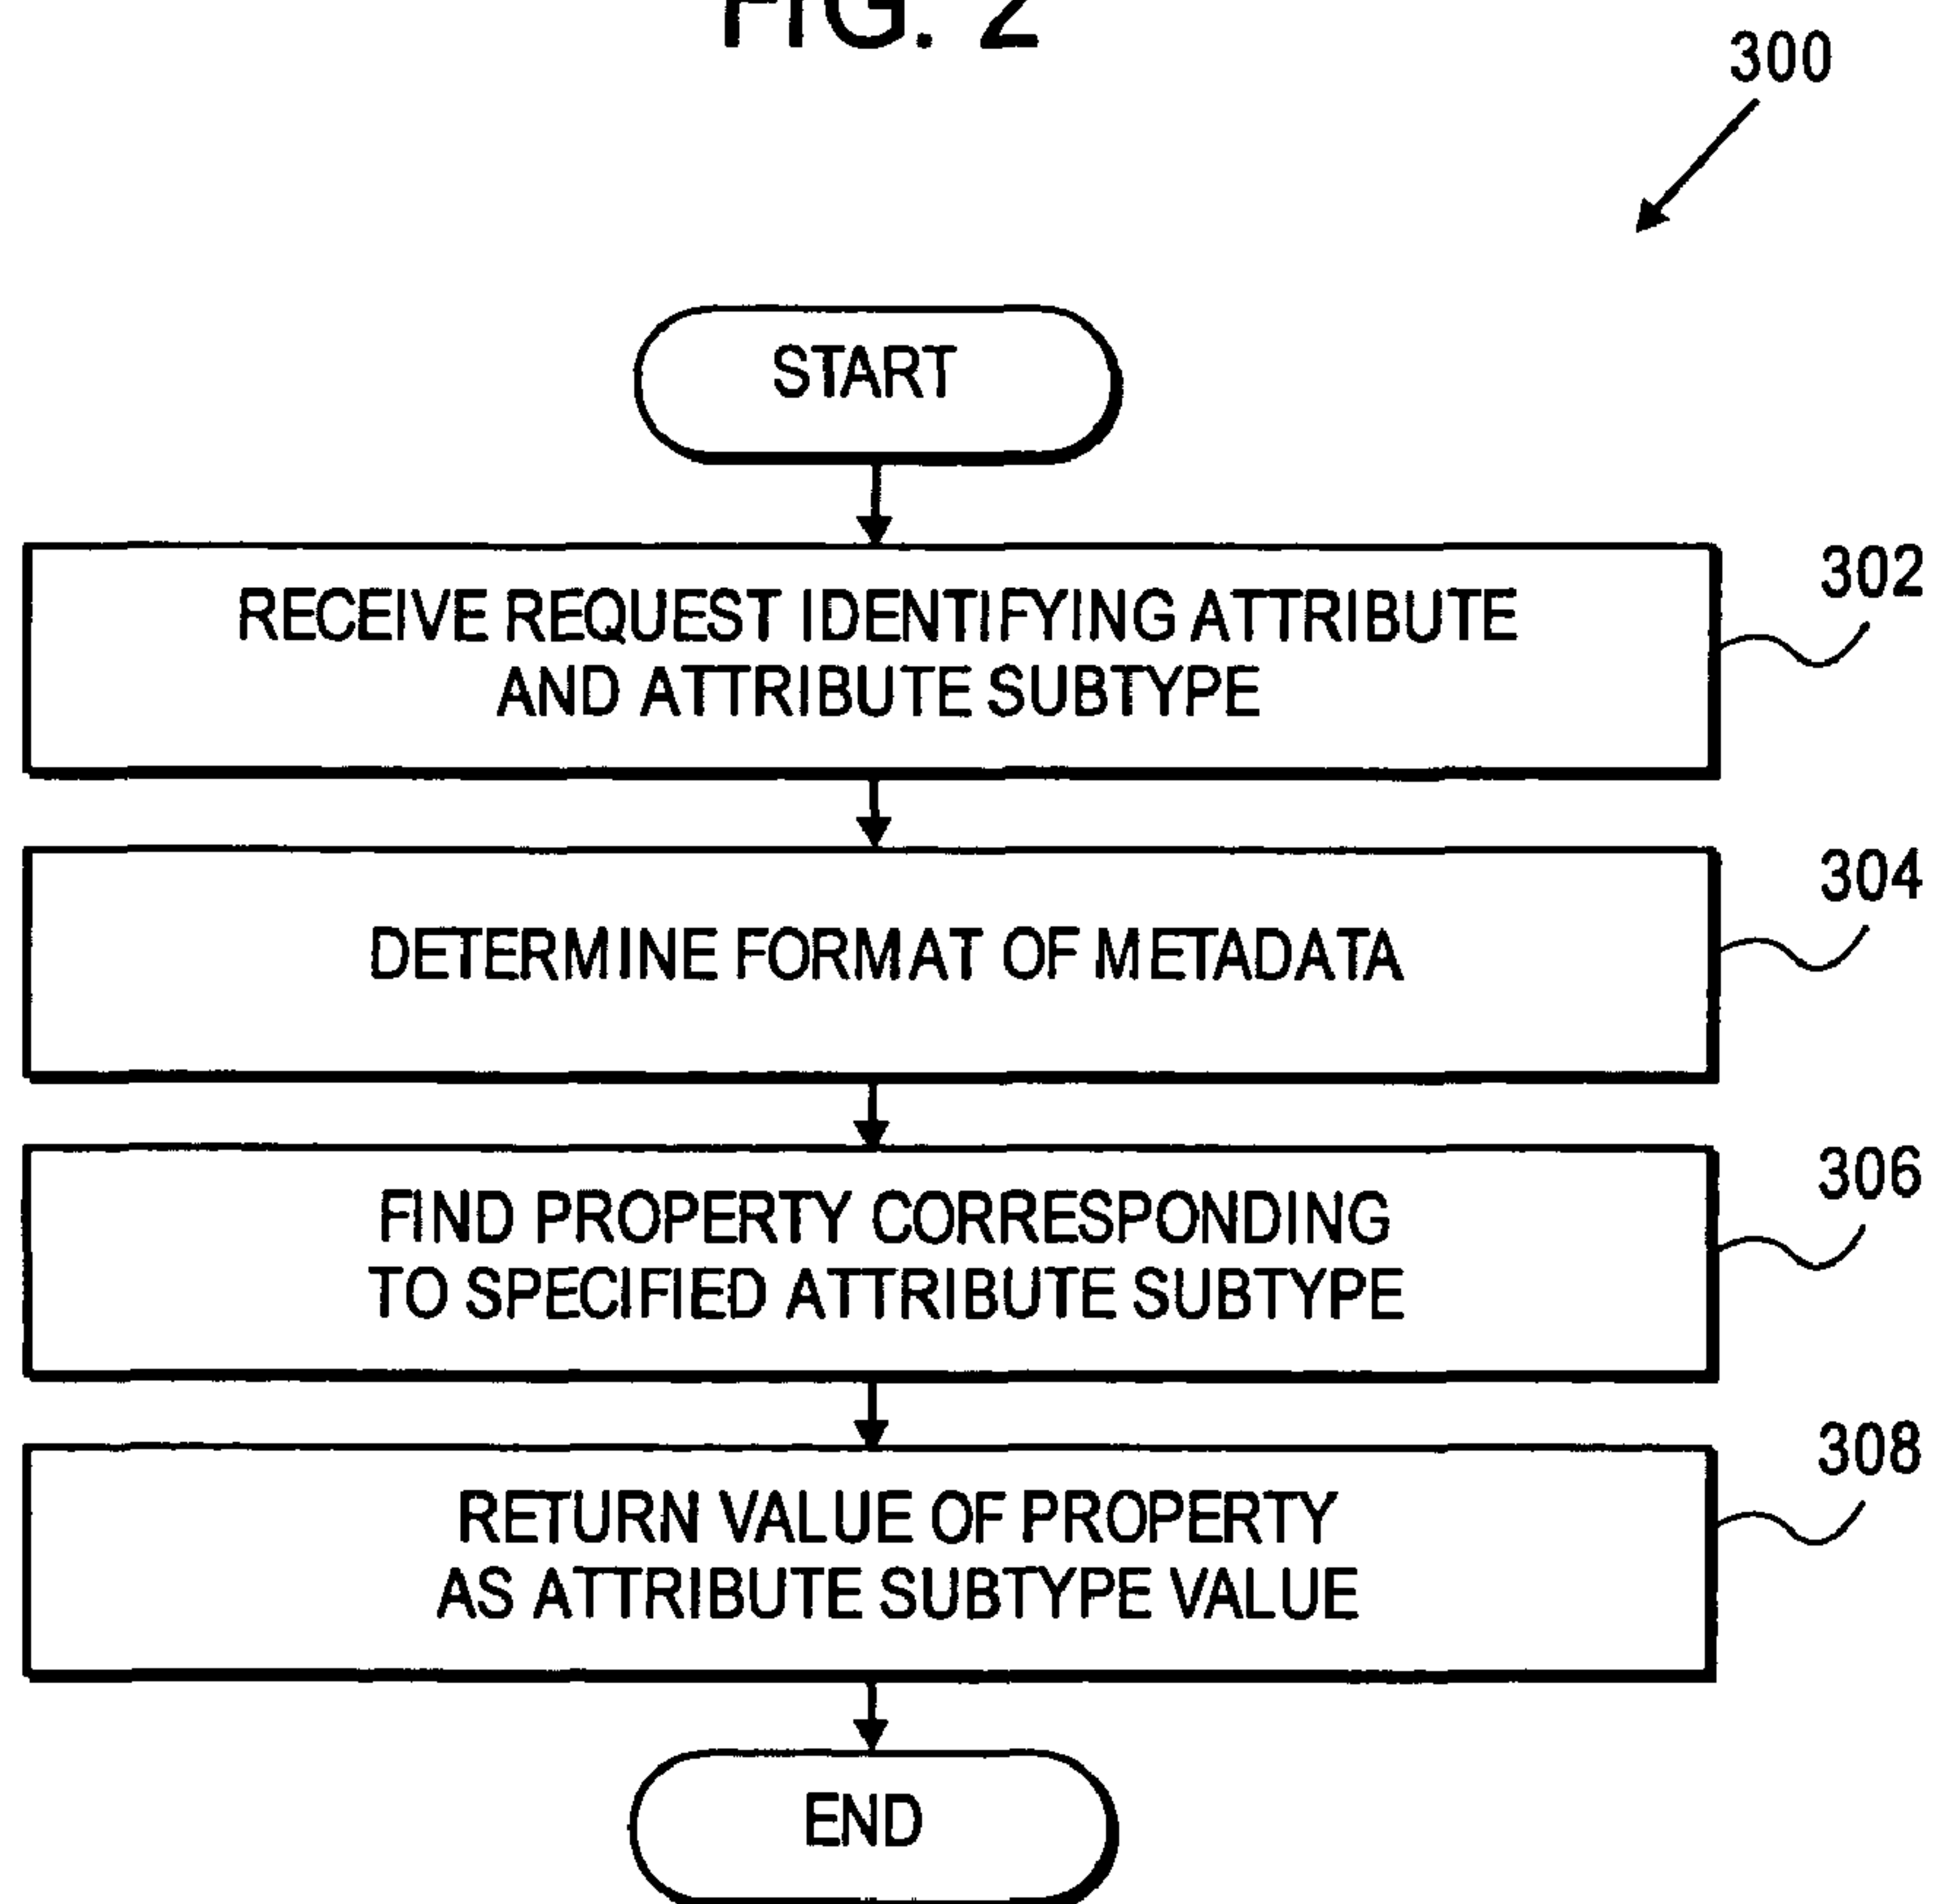 FIG. 2
300
START
RECEIVE REQUEST IDENTIFYING ATTRIBUTE
AND ATTRIBUTE SUBTYPE
302
DETERMINE FORMAT OF METADATA
304
FIND PROPERTY CORRESPONDING
TO SPECIFIED ATTRIBUTE SUBTYPE
306
RETURN VALUE OF PROPERTY
AS ATTRIBUTE SUBTYPE VALUE
308
END